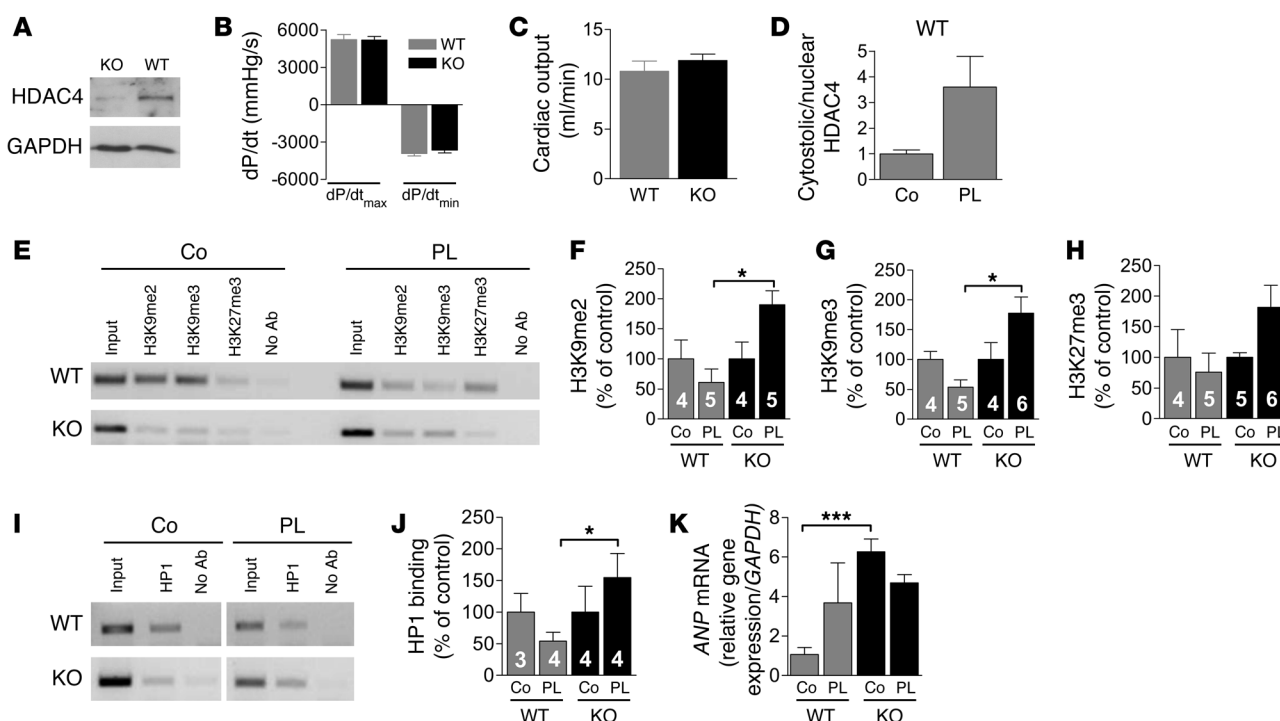 A
KO WT
HDAC4
GAPDH
B
dP/dt (mmHg/s)
6000
3000
0
-3000
-6000
WT
KO
dP/dtmax dP/dtmin
C
Cardiac output
(ml/min)
15
10
5
0
WT KO
D
WT
Cytostolic/nuclear
HDAC4
5
4
3
2
1
0
Co PL
E
Co PL
Input H3K9me2 H3K9me3 H3K27me3 No Ab Input H3K9me2 H3K9me3 H3K27me3 No Ab
WT
KO
F
H3K9me2
(% of control)
250
200
150
100
50
0
*
4 5 4 5
Co PL Co PL
WT KO
G
H3K9me3
(% of control)
250
200
150
100
50
0
*
4 5 4 6
Co PL Co PL
WT KO
H
H3K27me3
(% of control)
250
200
150
100
50
0
4 5 5 6
Co PL Co PL
WT KO
I
Co PL
Input HP1 No Ab Input HP1 No Ab
WT
KO
J
HP1 binding
(% of control)
250
200
150
100
50
0
*
3 4 4 4
Co PL Co PL
WT KO
K
ANP mRNA
(relative gene
expression/GAPDH)
8
6
4
2
0
***
Co PL Co PL
WT KO